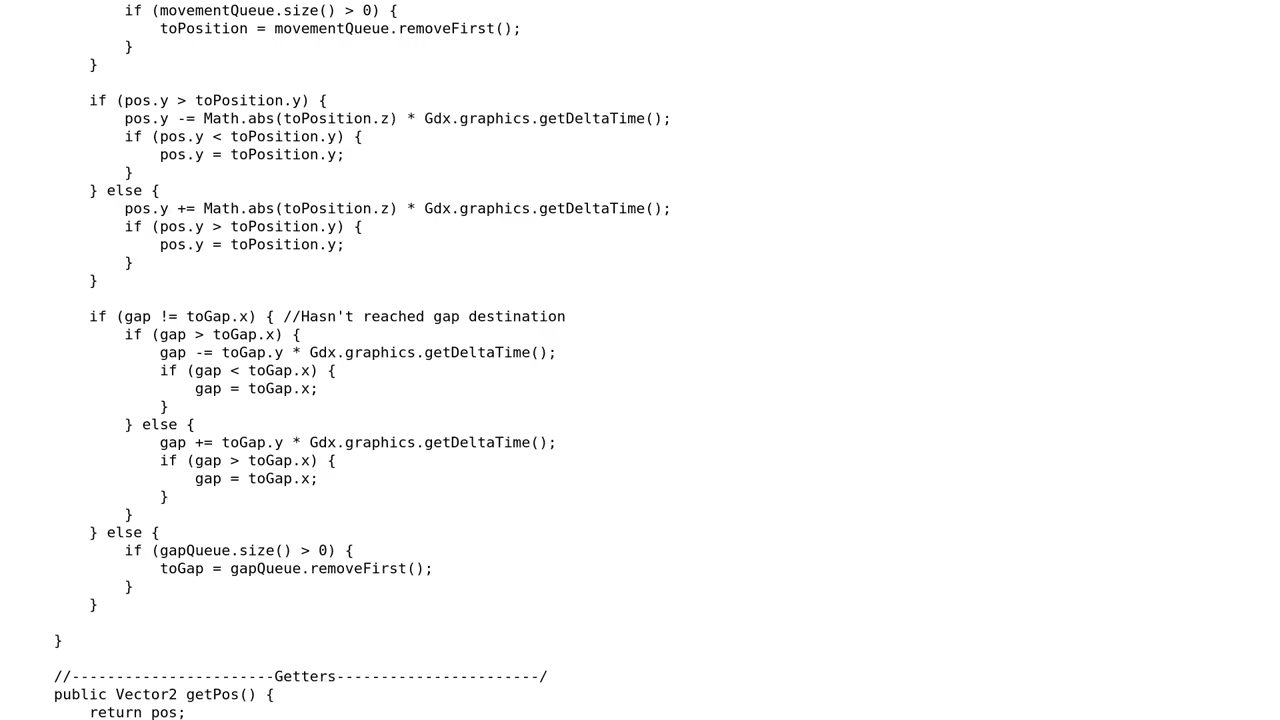 if (movementQueue.size() > 0) {
            toPosition = movementQueue.removeFirst();
        }
    }

    if (pos.y > toPosition.y) {
        pos.y -= Math.abs(toPosition.z) * Gdx.graphics.getDeltaTime();
        if (pos.y < toPosition.y) {
            pos.y = toPosition.y;
        }
    } else {
        pos.y += Math.abs(toPosition.z) * Gdx.graphics.getDeltaTime();
        if (pos.y > toPosition.y) {
            pos.y = toPosition.y;
        }
    }

    if (gap != toGap.x) { //Hasn't reached gap destination
        if (gap > toGap.x) {
            gap -= toGap.y * Gdx.graphics.getDeltaTime();
            if (gap < toGap.x) {
                gap = toGap.x;
            }
        } else {
            gap += toGap.y * Gdx.graphics.getDeltaTime();
            if (gap > toGap.x) {
                gap = toGap.x;
            }
        }
    } else {
        if (gapQueue.size() > 0) {
            toGap = gapQueue.removeFirst();
        }
    }

}

//-----------------------Getters-----------------------/
public Vector2 getPos() {
    return pos;